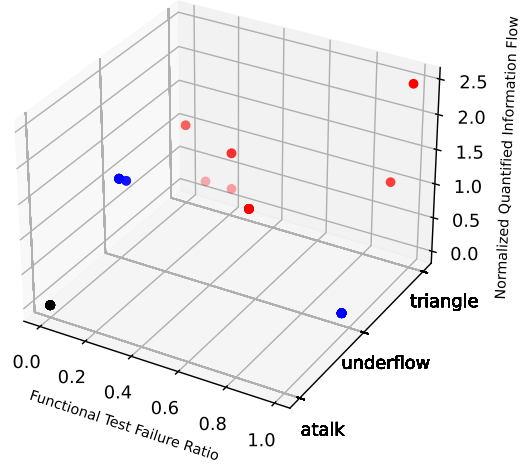 2.5
2.0
1.5
1.0
0.5
0.0
Normalized Quantified Information Flow
triangle
underflow
atalk
0.0
0.2
0.4
0.6
0.8
1.0
Functional Test Failure Ratio